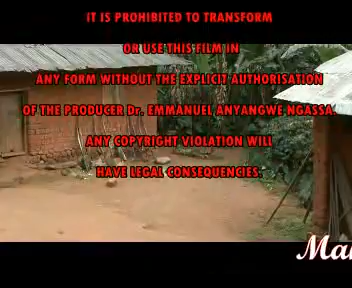 IT IS PROHIBITED TO TRANSFORM
OR USE THIS FILM IN
ANY FORM WITHOUT THE EXPLICIT AUTHORISATION
OF THE PRODUCER Dr. EMMANUEL ANYANGWE NGASSA.
ANY COPYRIGHT VIOLATION WILL
HAVE LEGAL CONSEQUENCIES.